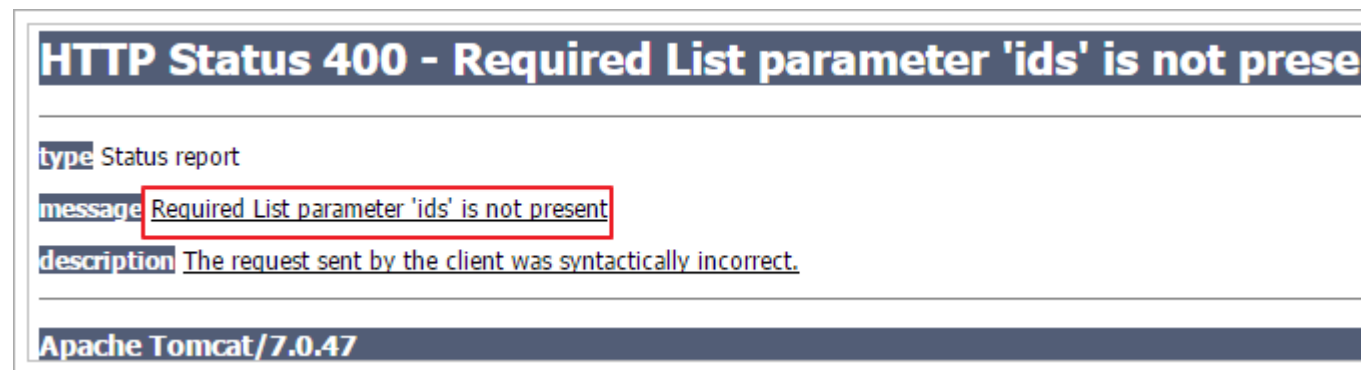 HTTP Status 400 - Required List parameter 'ids' is not prese
type Status report
message Required List parameter 'ids' is not present
description The request sent by the client was syntactically incorrect.
Apache Tomcat/7.0.47